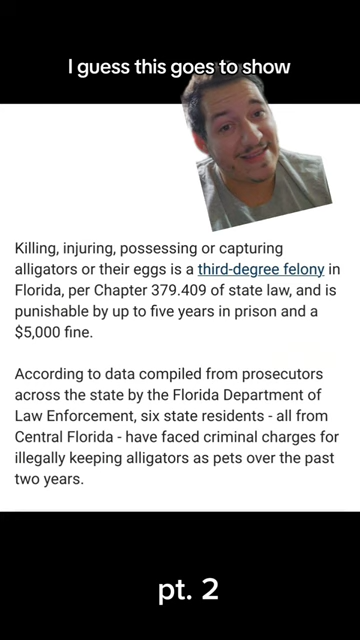 I guess this goes to show
Killing, injuring, possessing or capturing
alligators or their eggs is a third-degree felony in
Florida, per Chapter 379.409 of state law, and is
punishable by up to five years in prison and a
$5,000 fine.
According to data compiled from prosecutors
across the state by the Florida Department of
Law Enforcement, six state residents - all from
Central Florida - have faced criminal charges for
illegally keeping alligators as pets over the past
two years.
pt. 2